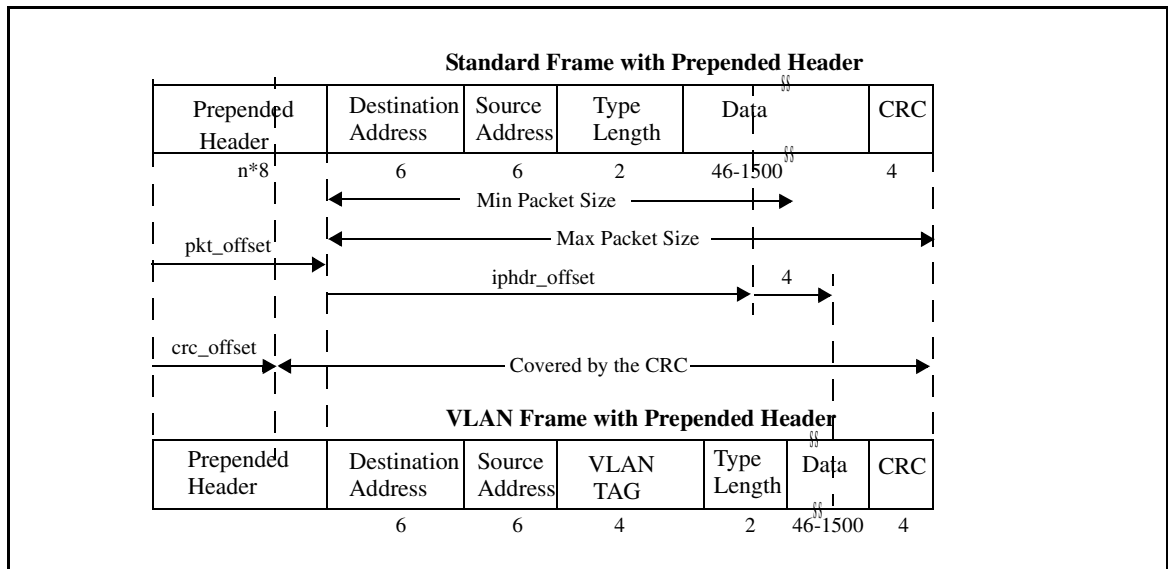 Standard Frame with Prepended Header
Prepended Header
Destination Address
Source Address
Type Length
Data
CRC
n*8
6
6
2
46-1500
4
Min Packet Size
Max Packet Size
pkt_offset
iphdr_offset
4
crc_offset
Covered by the CRC
VLAN Frame with Prepended Header
Prepended Header
Destination Address
Source Address
VLAN TAG
Type Length
Data
CRC
6
6
4
2
46-1500
4